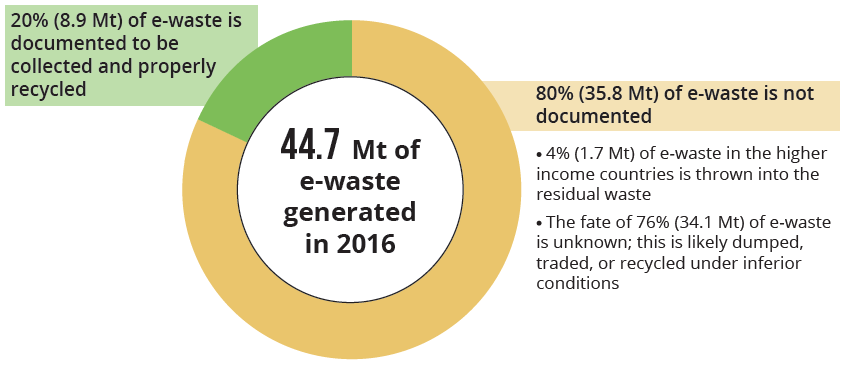 20% (8.9 Mt) of e-waste is
documented to be
collected and properly
recycled
44.7 Mt of
e-waste
generated
in 2016
80% (35.8 Mt) of e-waste is not
documented
• 4% (1.7 Mt) of e-waste in the higher
income countries is thrown into the
residual waste
• The fate of 76% (34.1 Mt) of e-waste
is unknown; this is likely dumped,
traded, or recycled under inferior
conditions